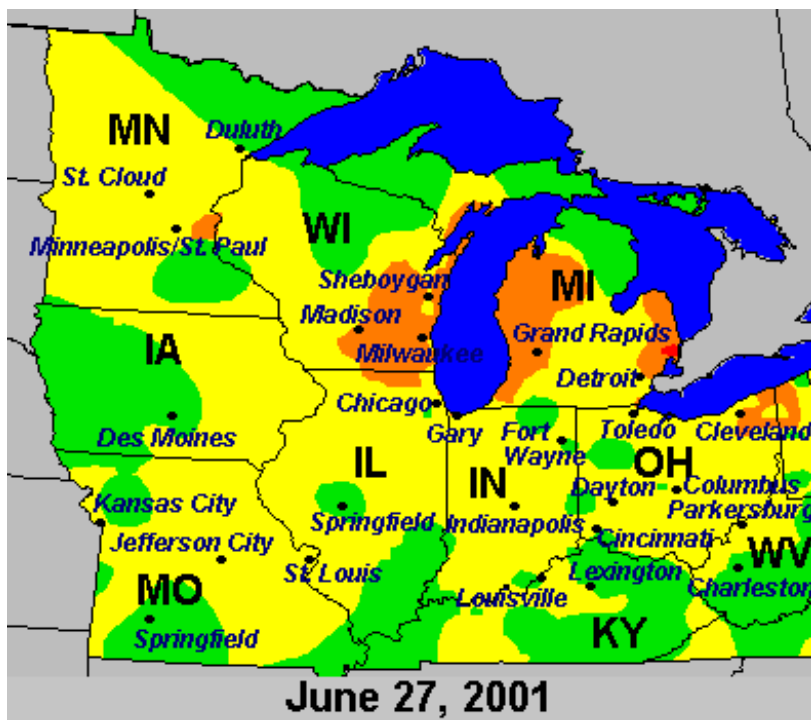 MN
Duluth
St. Cloud
WI
Minneapolis/St. Paul
Sheboygan
MI
Madison
Grand Rapids
IA
Milwaukee
Detroit
Chicago
Des Moines
Gary
Fort
Wayne
Toledo
Cleveland
IL
IN
OH
Kansas City
Springfield
Dayton
Columbus
Indianapolis
Parkersburg
Jefferson City
Cincinnati
St. Louis
Lexington
WV
MO
Louisville
Charleston
Springfield
KY
June 27, 2001